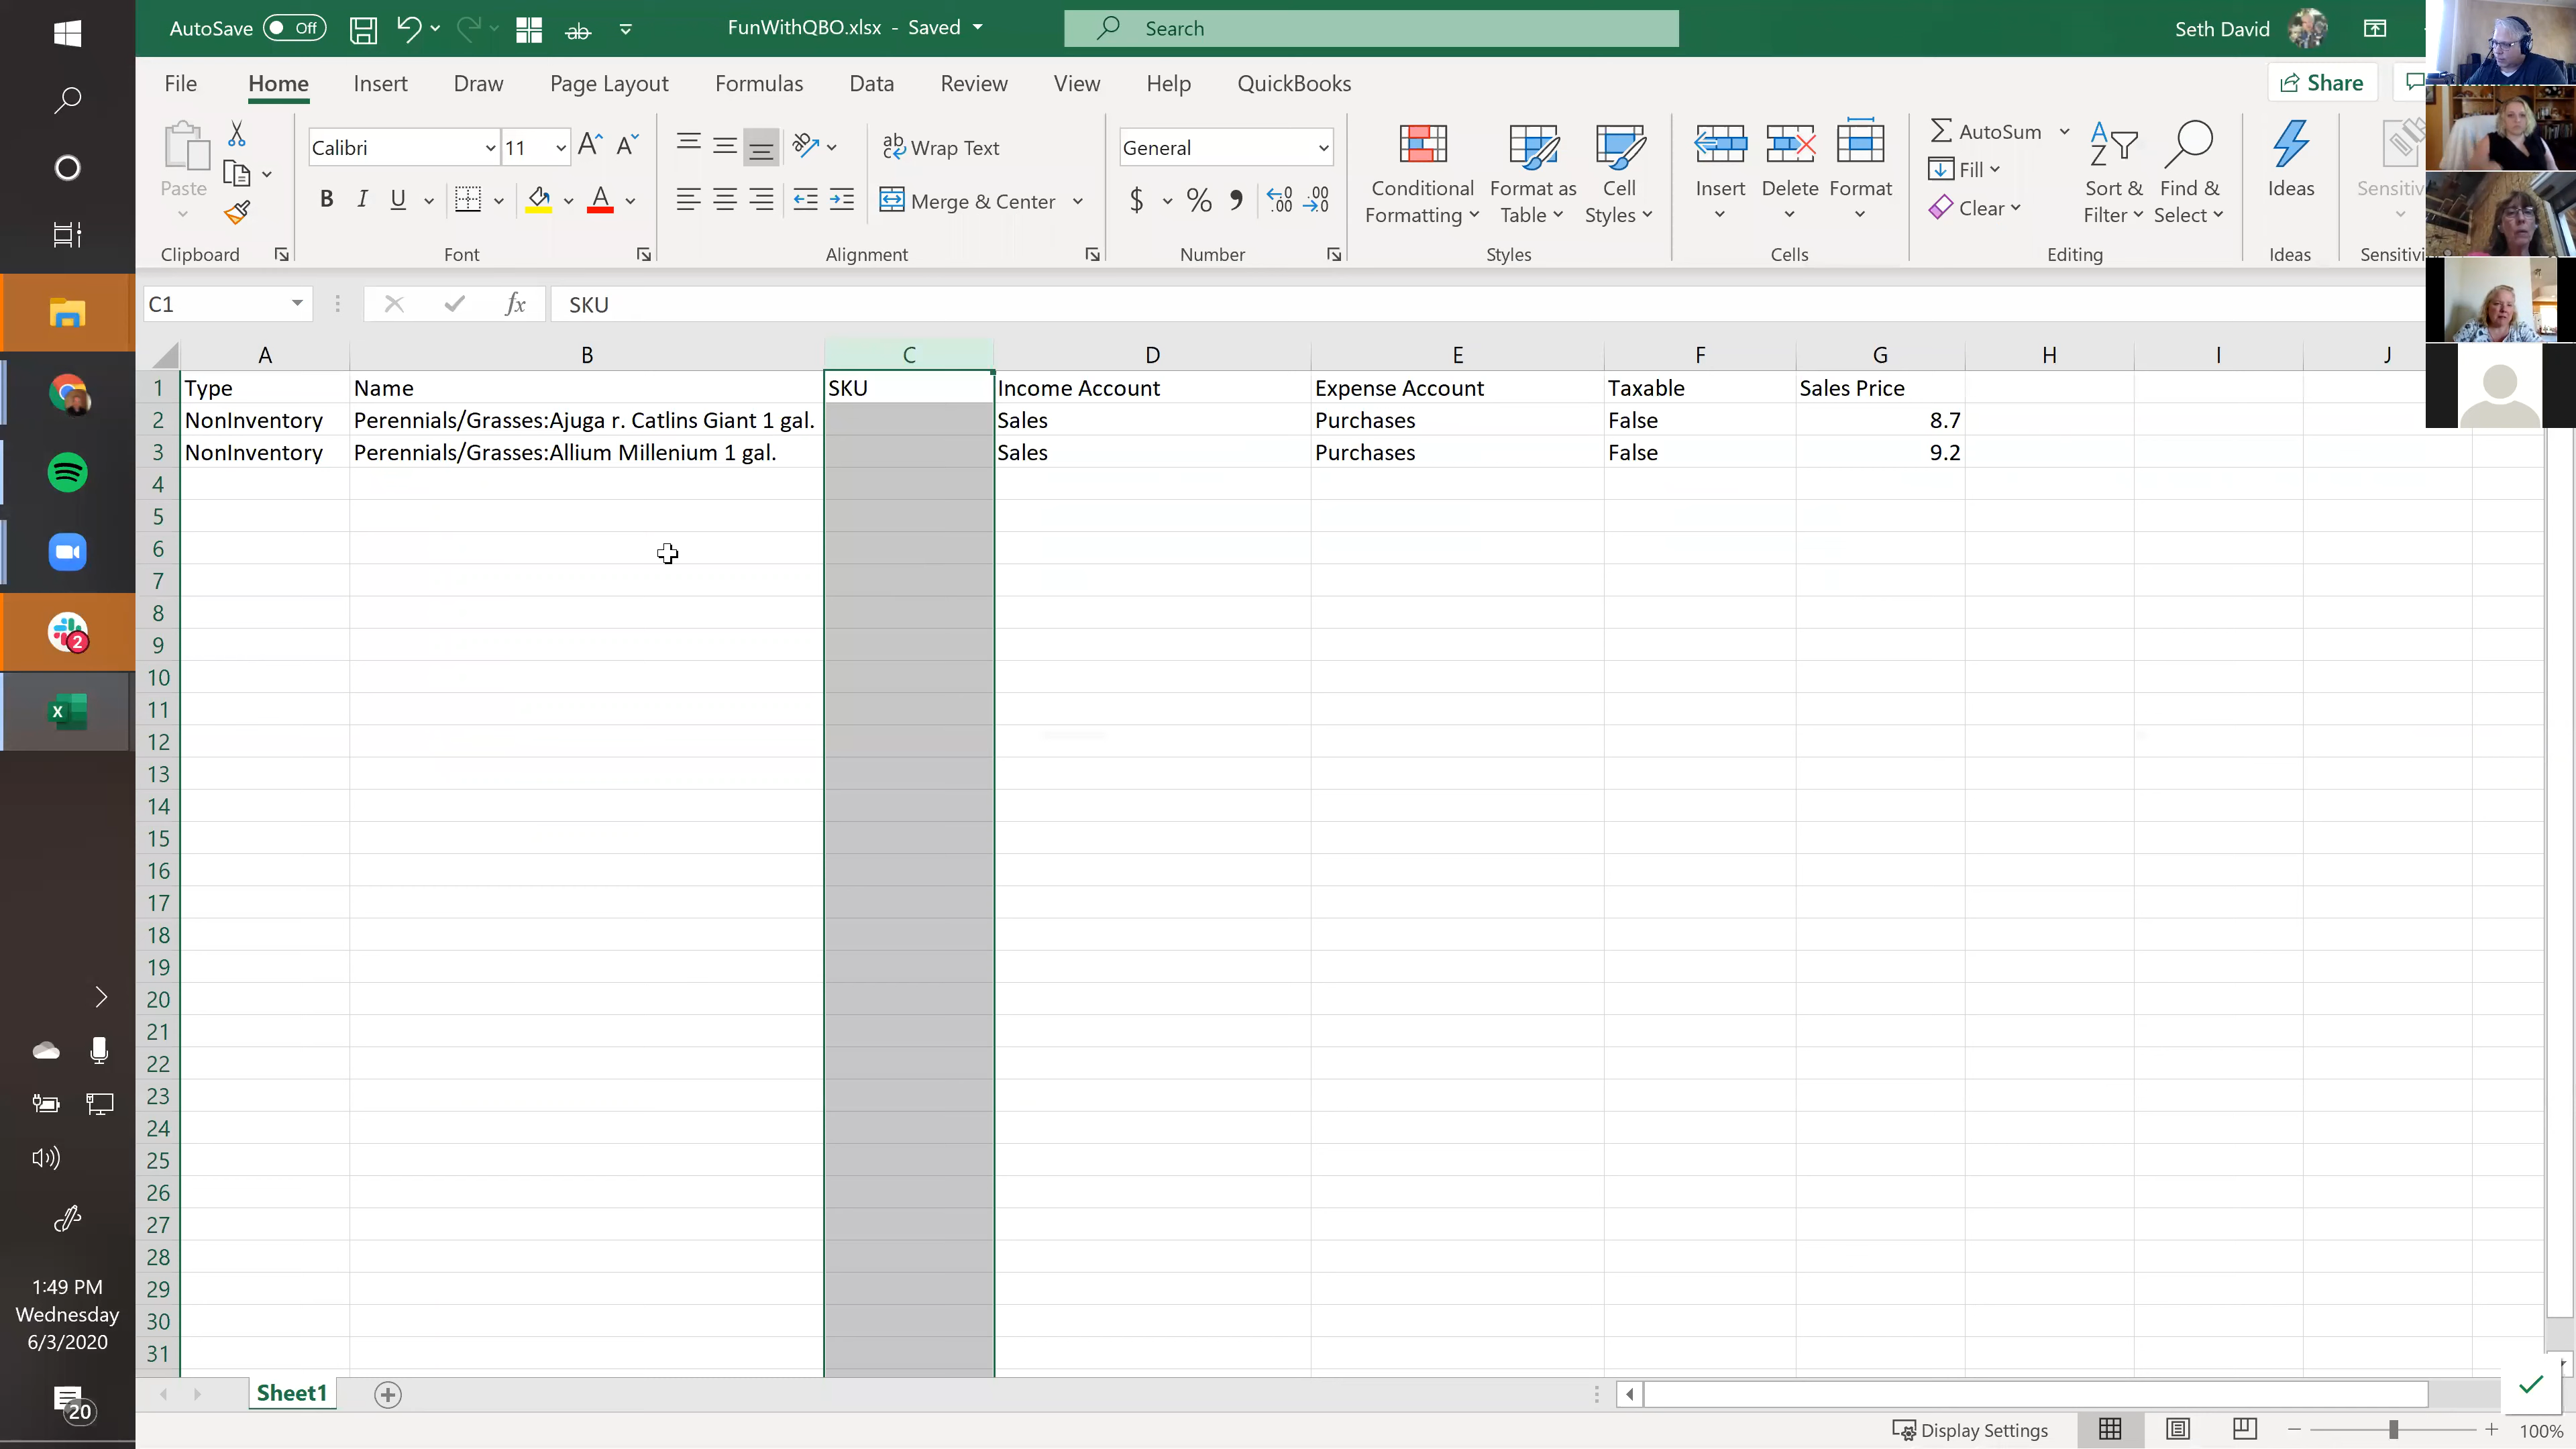 AutoSave Off FunWithQBO.xlsx - Saved Search Seth David
File Home Insert Draw Page Layout Formulas Data Review View Help QuickBooks Share
Paste Calibri 11 Wrap Text General Conditional Formatting Format as Table Cell Styles Insert Delete Format AutoSum Fill Clear Sort & Filter Find & Select Ideas
B I U Merge & Center $ %
Clipboard Font Alignment Number Styles Cells Editing Ideas
C1 fx SKU
A B C D E F G H I J
1 Type Name SKU Income Account Expense Account Taxable Sales Price
2 NonInventory Perennials/Grasses:Ajuga r. Catlins Giant 1 gal. Sales Purchases False 8.7
3 NonInventory Perennials/Grasses:Allium Millenium 1 gal. Sales Purchases False 9.2
4
5
6
7
8
9
10
11
12
13
14
15
16
17
18
19
20
21
22
23
24
25
26
27
28
29
30
31
2
1:49 PM
Wednesday
6/3/2020
20
Sheet1
Display Settings 100%